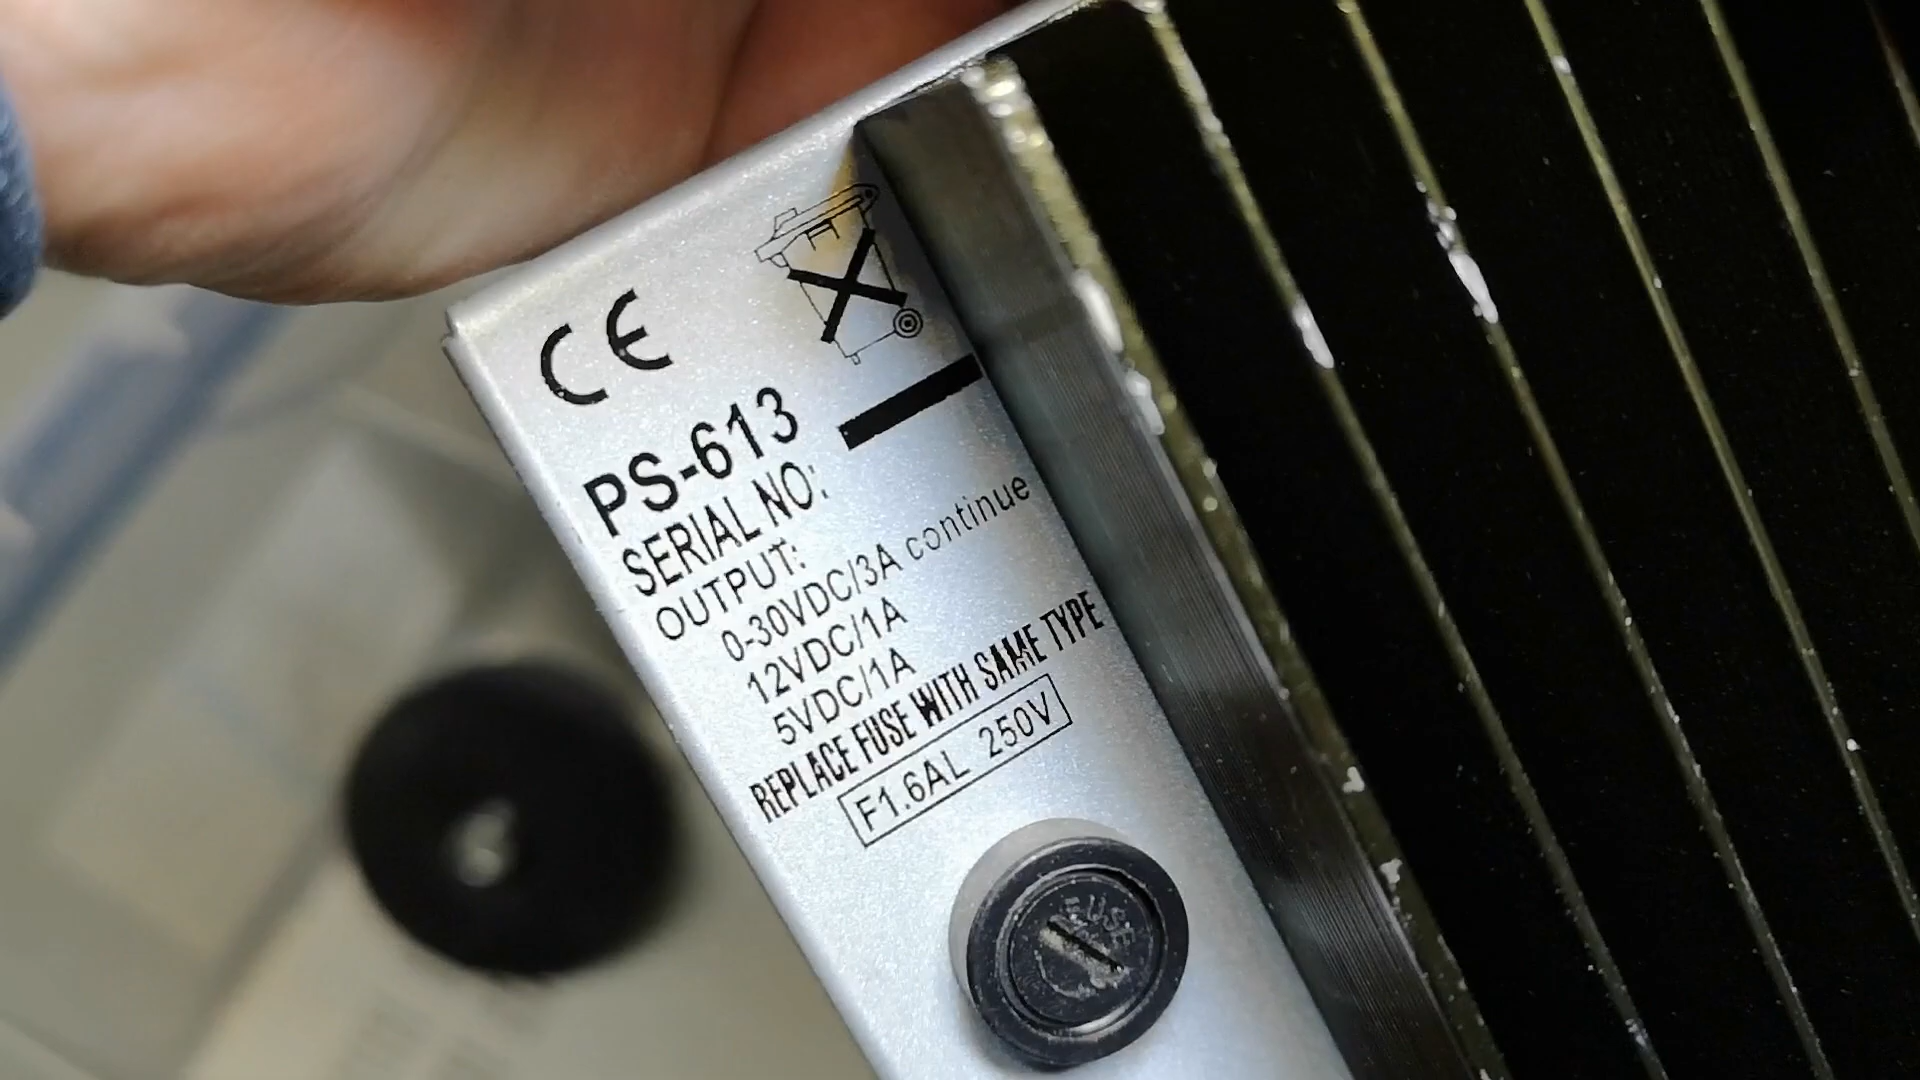 CE
PS-613
SERIAL NO:
OUTPUT:
0-30VDC/3A continue
12VDC/1A
5VDC/1A
REPLACE FUSE WITH SAME TYPE
F1.6AL 250V
FUSE